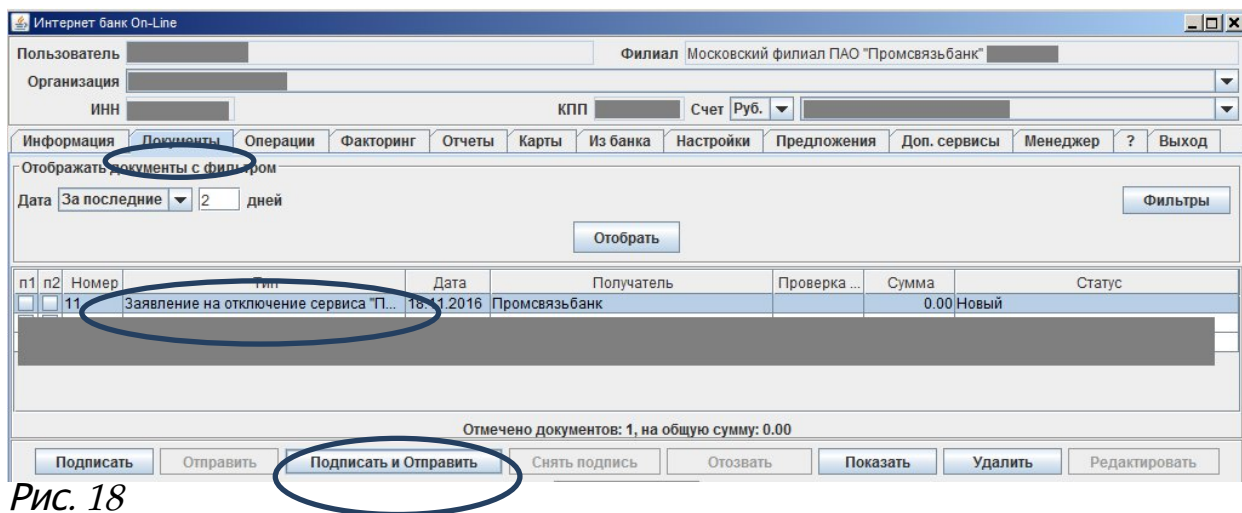 Интернет банк On-Line
Пользователь Филиал Московский филиал ПАО "Промсвязьбанк"
Организация
ИНН КПП Счет Руб.
Информация Документы Операции Факторинг Отчеты Карты Из банка Настройки Предложения Доп. сервисы Менеджер ? Выход
Отображать документы с фильтром
Дата За последние 2 дней Фильтры
Отобрать
п1 п2 Номер Тип Дата Получатель Проверка ... Сумма Статус
11 Заявление на отключение сервиса "П... 18.11.2016 Промсвязьбанк 0.00 Новый
Отмечено документов: 1, на общую сумму: 0.00
Подписать Отправить Подписать и Отправить Снять подпись Отозвать Показать Удалить Редактировать
Рис. 18